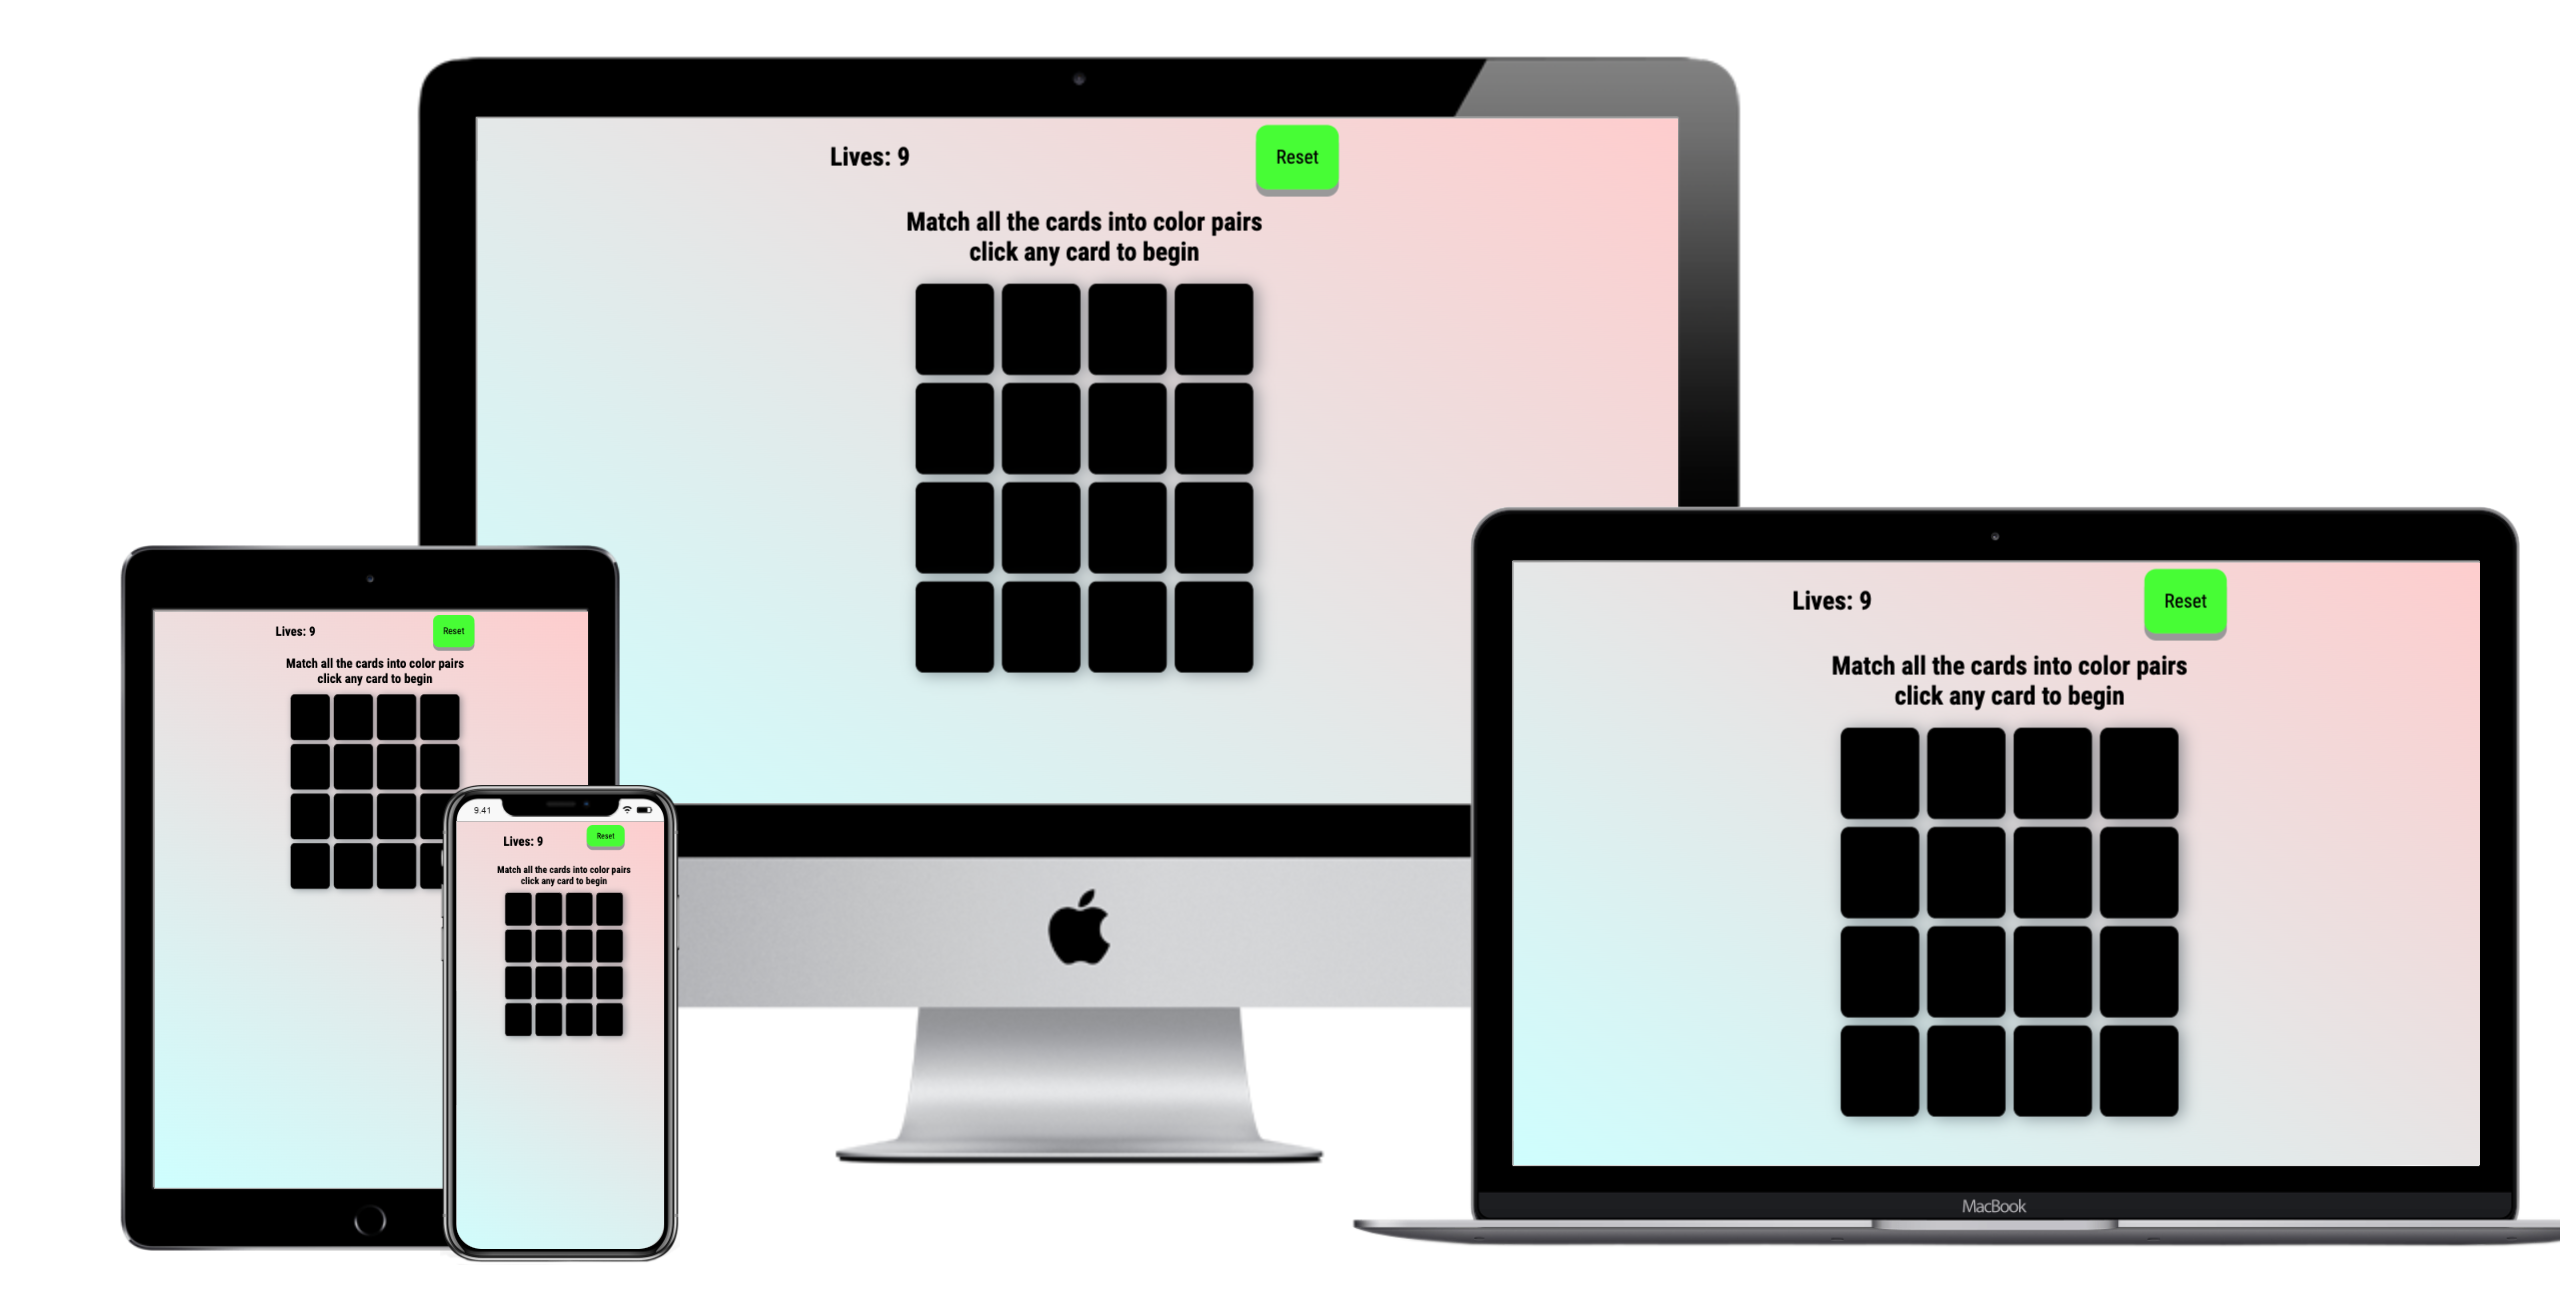 Lives: 9
Reset
Match all the cards into color pairs
click any card to begin
Lives: 9
Reset
Match all the cards into color pairs
click any card to begin
9.41
Lives: 9
Reset
Match all the cards into color pairs
click any card to begin
Lives: 9
Reset
Match all the cards into color pairs
click any card to begin
MacBook